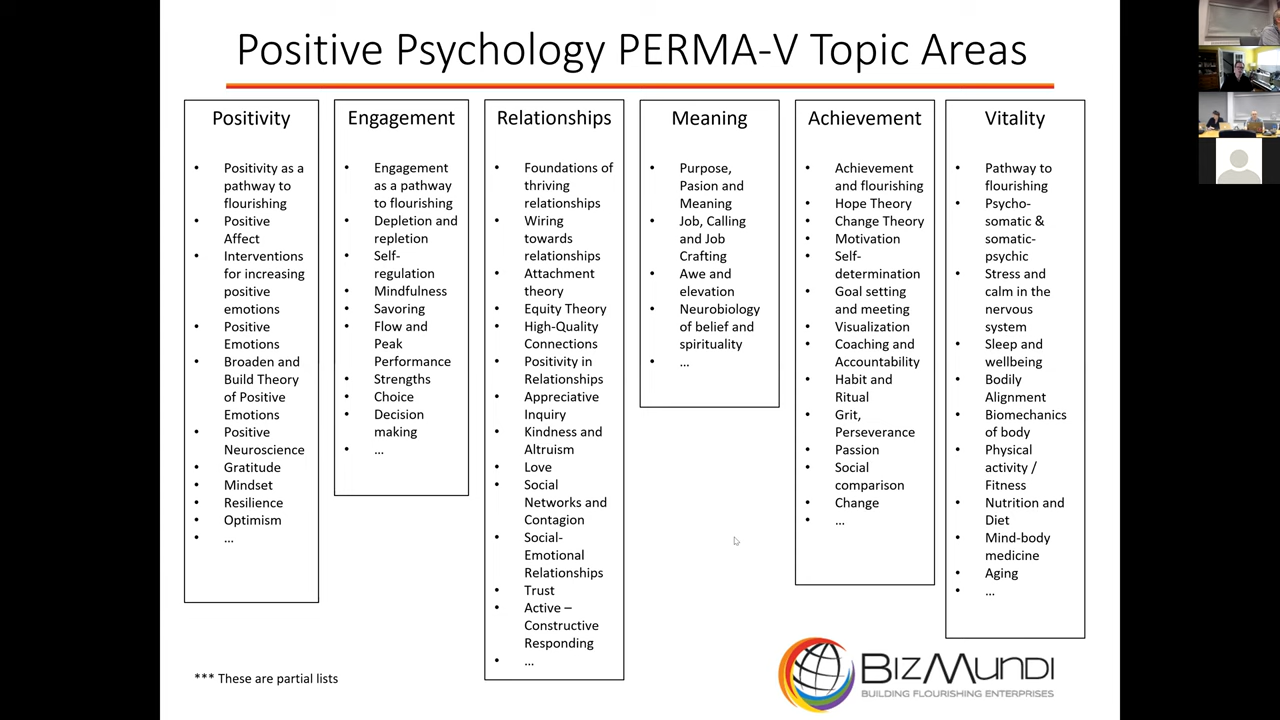 Positive Psychology PERMA-V Topic Areas
Positivity
• Positivity as a
pathway to
flourishing
• Positive
Affect
• Interventions
for increasing
positive
emotions
• Positive
Emotions
• Broaden and
Build Theory
of Positive
Emotions
• Positive
Neuroscience
• Gratitude
• Mindset
• Resilience
• Optimism
• ...
Engagement
• Engagement
as a pathway
to flourishing
• Depletion and
repletion
• Self-
regulation
• Mindfulness
• Savoring
• Flow and
Peak
Performance
• Strengths
• Choice
• Decision
making
• ...
Relationships
• Foundations of
thriving
relationships
• Wiring
towards
relationships
• Attachment
theory
• Equity Theory
• High-Quality
Connections
• Positivity in
Relationships
• Appreciative
Inquiry
• Kindness and
Altruism
• Love
• Social
Networks and
Contagion
• Social-
Emotional
Relationships
• Trust
• Active –
Constructive
Responding
• ...
Meaning
• Purpose,
Pasion and
Meaning
• Job, Calling
and Job
Crafting
• Awe and
elevation
• Neurobiology
of belief and
spirituality
• ...
Achievement
• Achievement
and flourishing
• Hope Theory
• Change Theory
• Motivation
• Self-
determination
• Goal setting
and meeting
• Visualization
• Coaching and
Accountability
• Habit and
Ritual
• Grit,
Perseverance
• Passion
• Social
comparison
• Change
• ...
Vitality
• Pathway to
flourishing
• Psycho-
somatic &
somatic-
psychic
• Stress and
calm in the
nervous
system
• Sleep and
wellbeing
• Bodily
Alignment
• Biomechanics
of body
• Physical
activity /
Fitness
• Nutrition and
Diet
• Mind-body
medicine
• Aging
• ...
*** These are partial lists
BIZMUNDI
BUILDING FLOURISHING ENTERPRISES